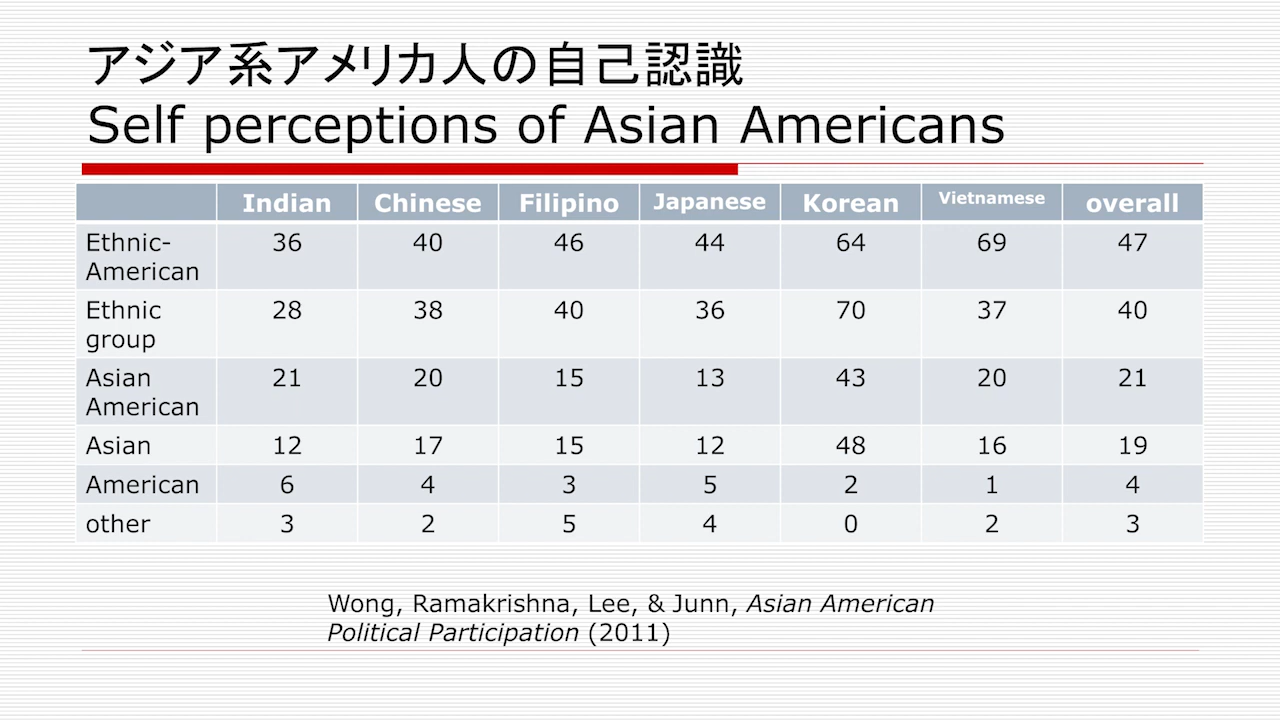 アジア系アメリカ人の自己認識
Self perceptions of Asian Americans
Indian Chinese Filipino Japanese Korean Vietnamese overall
Ethnic-
American 36 40 46 44 64 69 47
Ethnic
group 28 38 40 36 70 37 40
Asian
American 21 20 15 13 43 20 21
Asian 12 17 15 12 48 16 19
American 6 4 3 5 2 1 4
other 3 2 5 4 0 2 3
Wong, Ramakrishna, Lee, & Junn, Asian American
Political Participation (2011)